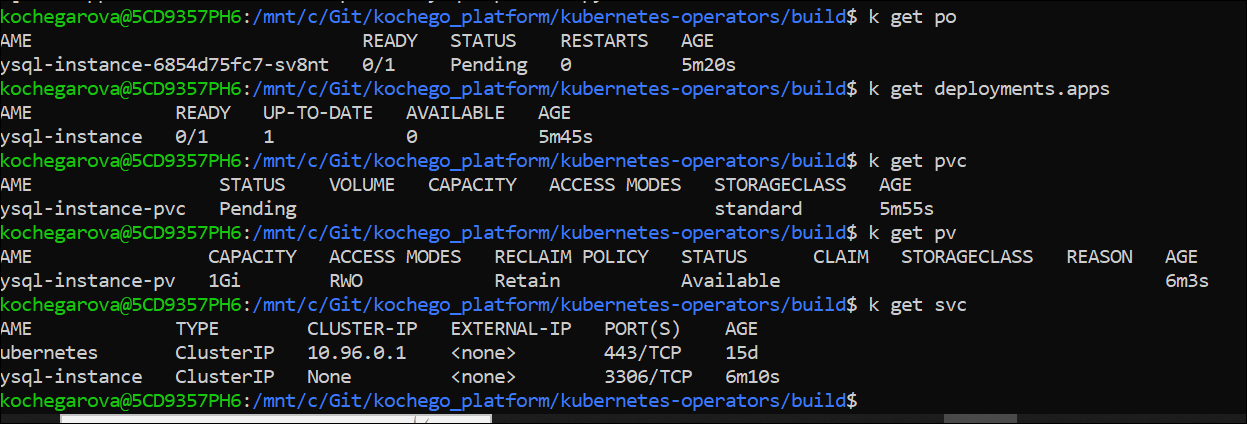 kochegarova@5CD9357PH6:/mnt/c/Git/kochego_platform/kubernetes-operators/build$ k get po
AME READY STATUS RESTARTS AGE
ysql-instance-6854d75fc7-sv8nt 0/1 Pending 0 5m20s
kochegarova@5CD9357PH6:/mnt/c/Git/kochego_platform/kubernetes-operators/build$ k get deployments.apps
AME READY UP-TO-DATE AVAILABLE AGE
ysql-instance 0/1 1 0 5m45s
kochegarova@5CD9357PH6:/mnt/c/Git/kochego_platform/kubernetes-operators/build$ k get pvc
AME STATUS VOLUME CAPACITY ACCESS MODES STORAGECLASS AGE
ysql-instance-pvc Pending standard 5m55s
kochegarova@5CD9357PH6:/mnt/c/Git/kochego_platform/kubernetes-operators/build$ k get pv
AME CAPACITY ACCESS MODES RECLAIM POLICY STATUS CLAIM STORAGECLASS REASON AGE
ysql-instance-pv 1Gi RWO Retain Available 6m3s
kochegarova@5CD9357PH6:/mnt/c/Git/kochego_platform/kubernetes-operators/build$ k get svc
AME TYPE CLUSTER-IP EXTERNAL-IP PORT(S) AGE
ubernetes ClusterIP 10.96.0.1 <none> 443/TCP 15d
ysql-instance ClusterIP None <none> 3306/TCP 6m10s
kochegarova@5CD9357PH6:/mnt/c/Git/kochego_platform/kubernetes-operators/build$